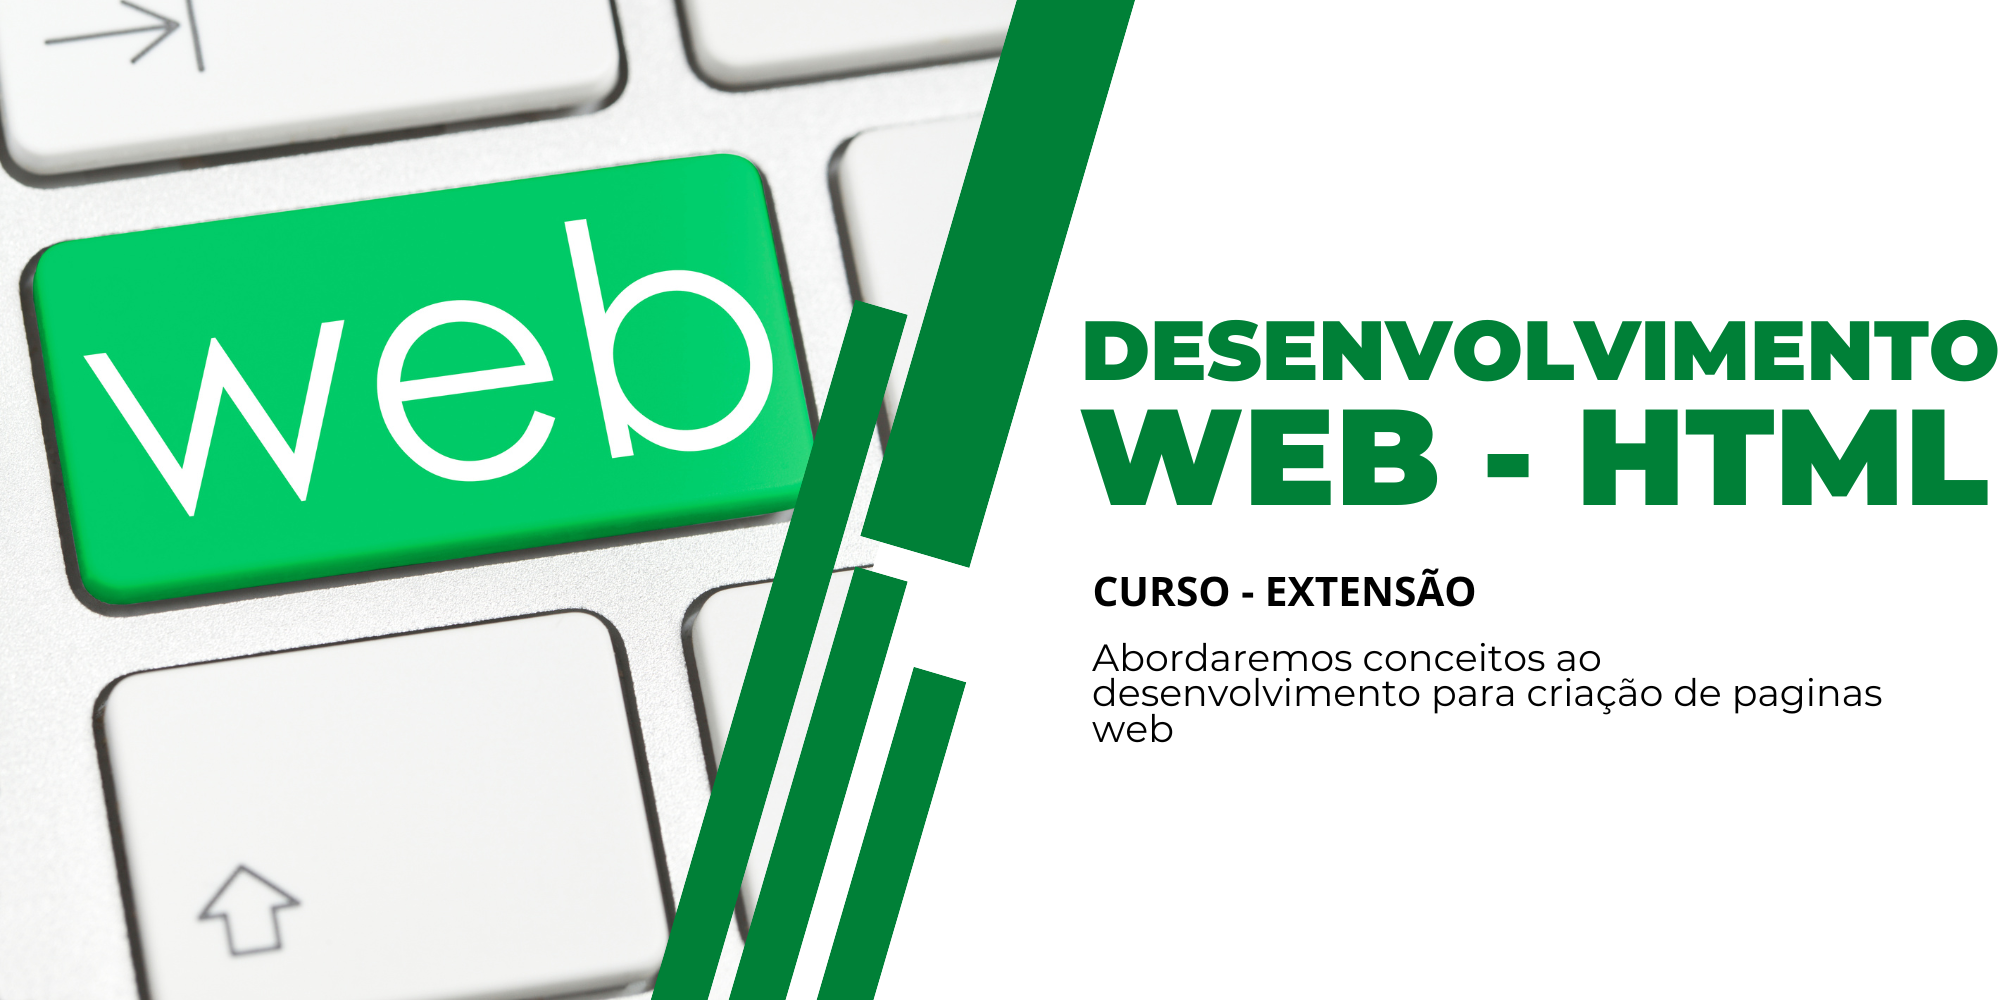 web
DESENVOLVIMENTO
WEB - HTML
CURSO - EXTENSÃO
Abordaremos conceitos ao
desenvolvimento para criação de paginas
web